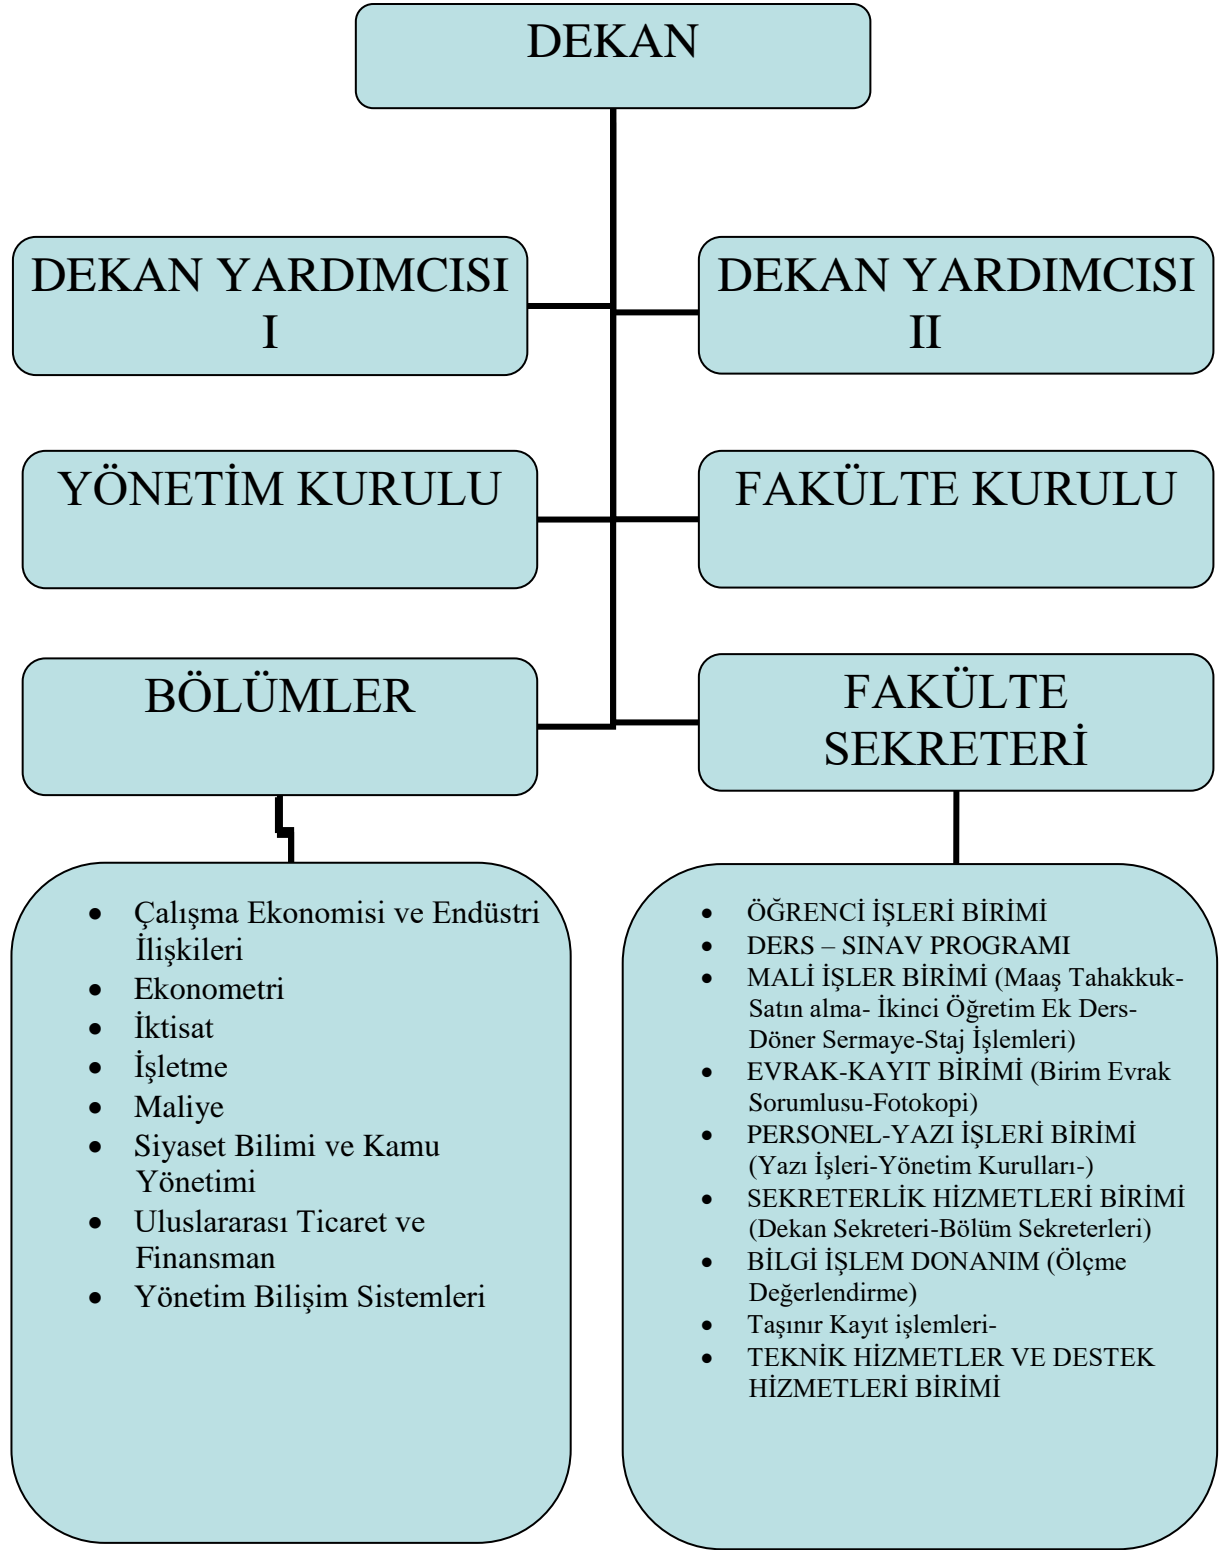 DEKAN
DEKAN YARDIMCISI
I
DEKAN YARDIMCISI
II
YÖNETİM KURULU
FAKÜLTE KURULU
BÖLÜMLER
FAKÜLTE
SEKRETERİ
• Çalışma Ekonomisi ve Endüstri
İlişkileri
• Ekonometri
• İktisat
• İşletme
• Maliye
• Siyaset Bilimi ve Kamu
Yönetimi
• Uluslararası Ticaret ve
Finansman
• Yönetim Bilişim Sistemleri
• ÖĞRENCİ İŞLERİ BİRİMİ
• DERS – SINAV PROGRAMI
• MALİ İŞLER BİRİMİ (Maaş Tahakkuk-
Satın alma- İkinci Öğretim Ek Ders-
Döner Sermaye-Staj İşlemleri)
• EVRAK-KAYIT BİRİMİ (Birim Evrak
Sorumlusu-Fotokopi)
• PERSONEL-YAZI İŞLERİ BİRİMİ
(Yazı İşleri-Yönetim Kurulları-)
• SEKRETERLİK HİZMETLERİ BİRİMİ
(Dekan Sekreteri-Bölüm Sekreterleri)
• BİLGİ İŞLEM DONANIM (Ölçme
Değerlendirme)
• Taşınır Kayıt işlemleri-
• TEKNİK HİZMETLER VE DESTEK
HİZMETLERİ BİRİMİ